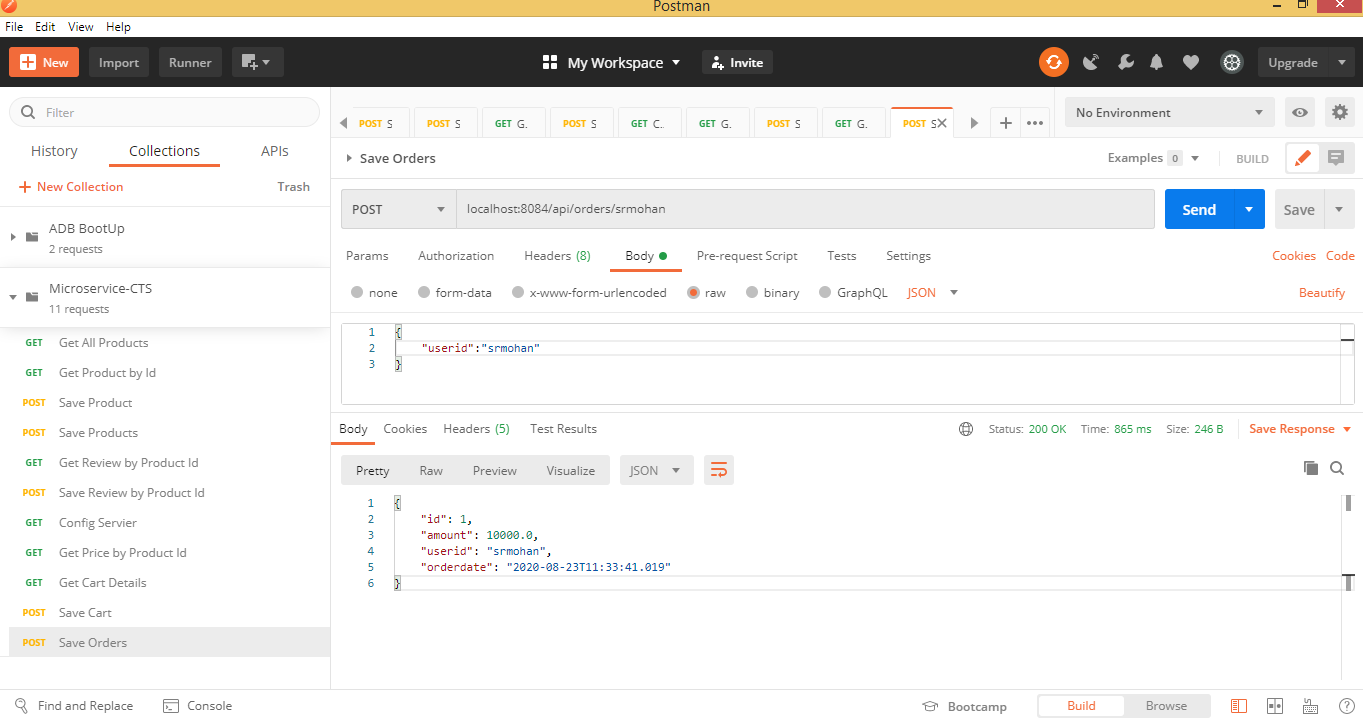 Postman
File Edit View Help
New Import Runner My Workspace Invite Upgrade
Filter
History Collections APIs
New Collection Trash
ADB BootUp
2 requests
Microservice-CTS
11 requests
GET Get All Products
GET Get Product by Id
POST Save Product
POST Save Products
GET Get Review by Product Id
POST Save Review by Product Id
GET Config Servier
GET Get Price by Product Id
GET Get Cart Details
POST Save Cart
POST Save Orders
POST S POST S GET G. POST S GET C.. GET G. POST S GET G. POST S
No Environment
Save Orders Examples 0 BUILD
POST localhost:8084/api/orders/srmohan Send Save
Params Authorization Headers (8) Body Pre-request Script Tests Settings Cookies Code
none form-data x-www-form-urlencoded raw binary GraphQL JSON Beautify
1 {
2 "userid":"srmohan"
3 }
Body Cookies Headers (5) Test Results Status: 200 OK Time: 865 ms Size: 246 B Save Response
Pretty Raw Preview Visualize JSON
1 {
2 "id": 1,
3 "amount": 10000.0,
4 "userid": "srmohan",
5 "orderdate": "2020-08-23T11:33:41.019"
6 }
Find and Replace Console Bootcamp Build Browse